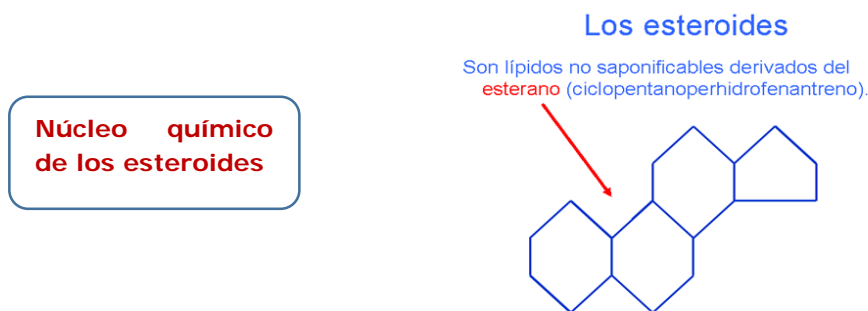 Núcleo químico
de los esteroides
Los esteroides
Son lípidos no saponificables derivados del
esterano (ciclopentanoperhidrofenantreno).